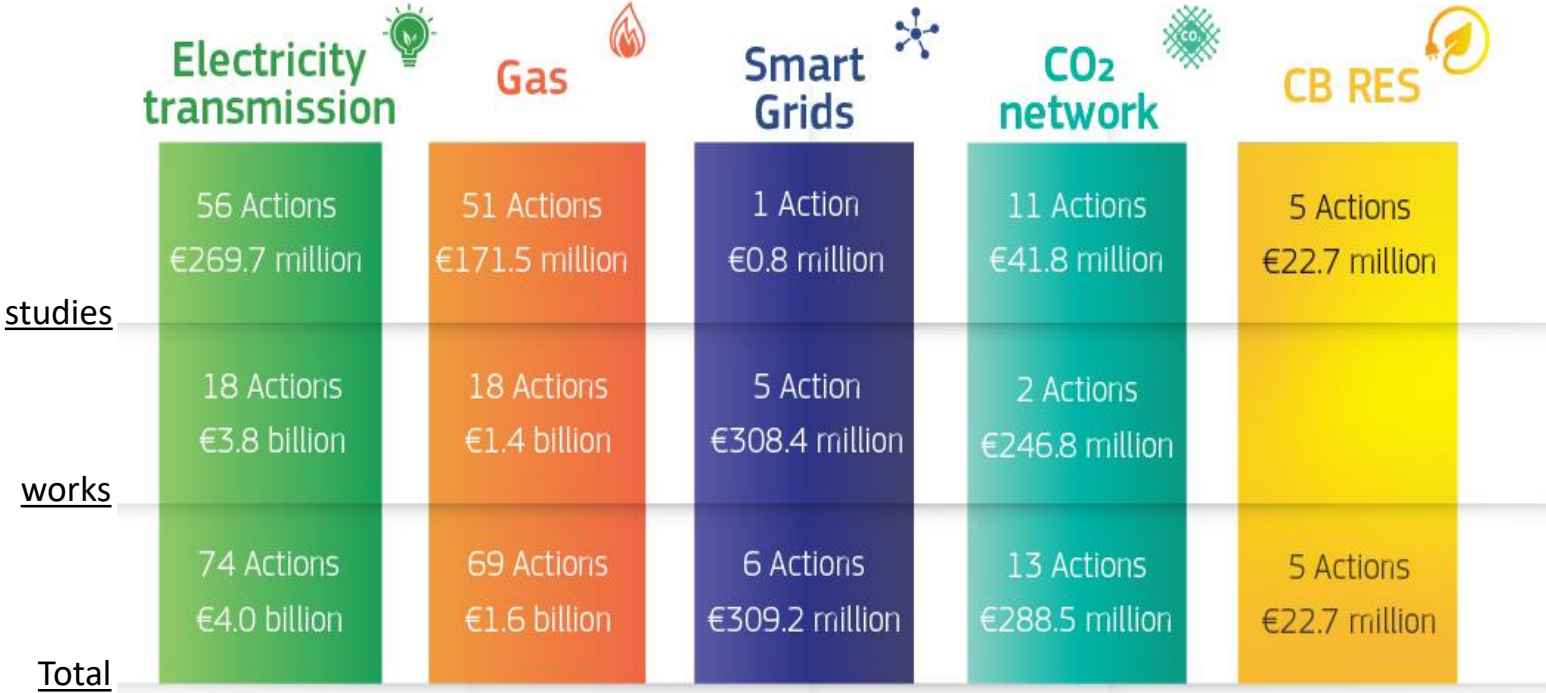 Electricity
transmission
Gas
Smart
Grids
CO₂
network
CO₂
CB RES
56 Actions
€269.7 million
51 Actions
€171.5 million
1 Action
€0.8 million
11 Actions
€41.8 million
5 Actions
€22.7 million
studies
18 Actions
€3.8 billion
18 Actions
€1.4 billion
5 Action
€308.4 million
2 Actions
€246.8 million
works
74 Actions
€4.0 billion
69 Actions
€1.6 billion
6 Actions
€309.2 million
13 Actions
€288.5 million
5 Actions
€22.7 million
Total